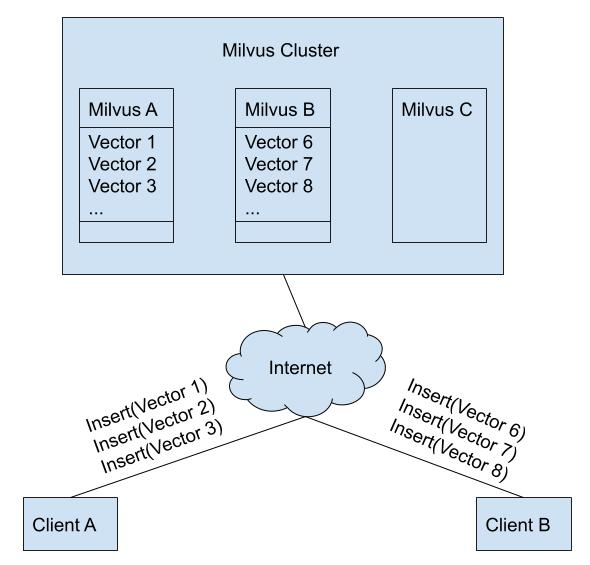 Milvus Cluster
Milvus A
Vector 1
Vector 2
Vector 3
...
Milvus B
Vector 6
Vector 7
Vector 8
...
Milvus C
Internet
Insert(Vector 1)
Insert(Vector 2)
Insert(Vector 3)
Insert(Vector 6)
Insert(Vector 7)
Insert(Vector 8)
Client A
Client B